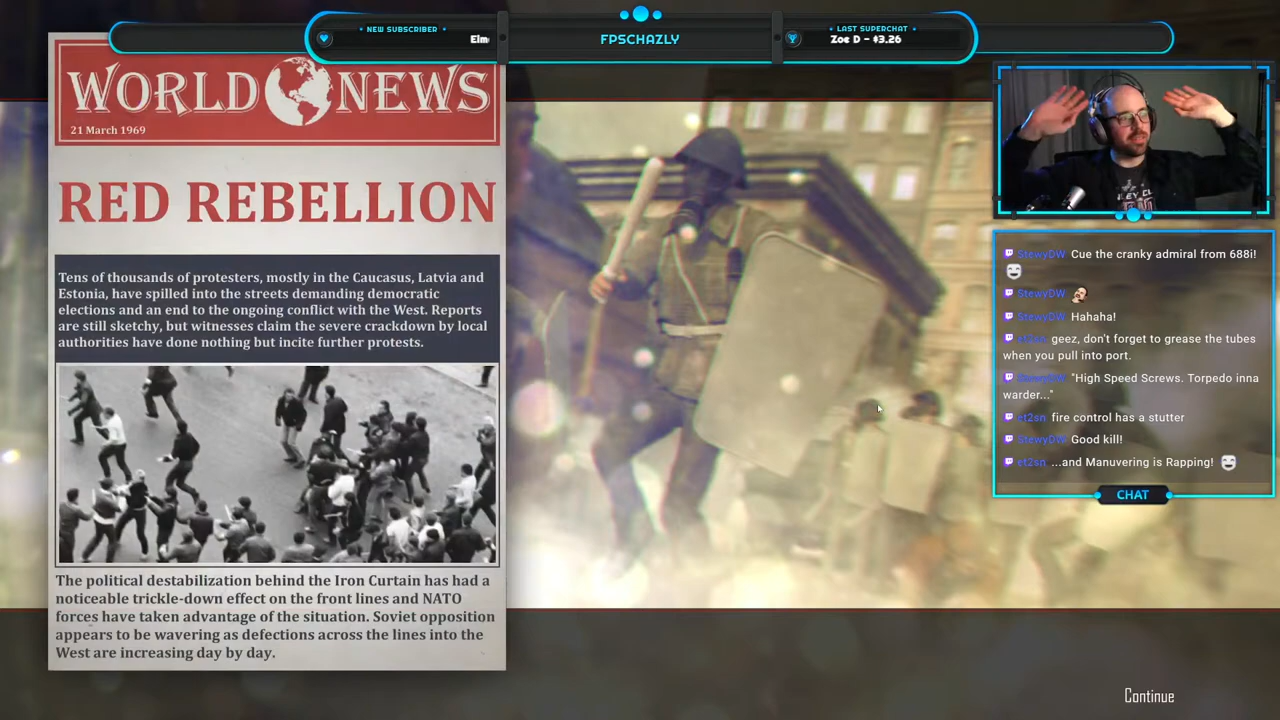 NEW SUBSCRIBER
Elm
FPSCHAZLY
LAST SUPERCHAT
Zoe D - $3.26
WORLD NEWS
21 March 1969
RED REBELLION
Tens of thousands of protesters, mostly in the Caucasus, Latvia and
Estonia, have spilled into the streets demanding democratic
elections and an end to the ongoing conflict with the West. Reports
are still sketchy, but witnesses claim the severe crackdown by local
authorities have done nothing but incite further protests.
The political destabilization behind the Iron Curtain has had a
noticeable trickle-down effect on the front lines and NATO
forces have taken advantage of the situation. Soviet opposition
appears to be wavering as defections across the lines into the
West are increasing day by day.
StewyDW Cue the cranky admiral from 688i!
StewyDW
StewyDW Hahaha!
geez, don't forget to grease the tubes
when you pull into port.
StewyDW "High Speed Screws. Torpedo inna
warder..."
et2sn fire control has a stutter
StewyDW Good kill!
et2sn ...and Manuvering is Rapping!
CHAT
Continue